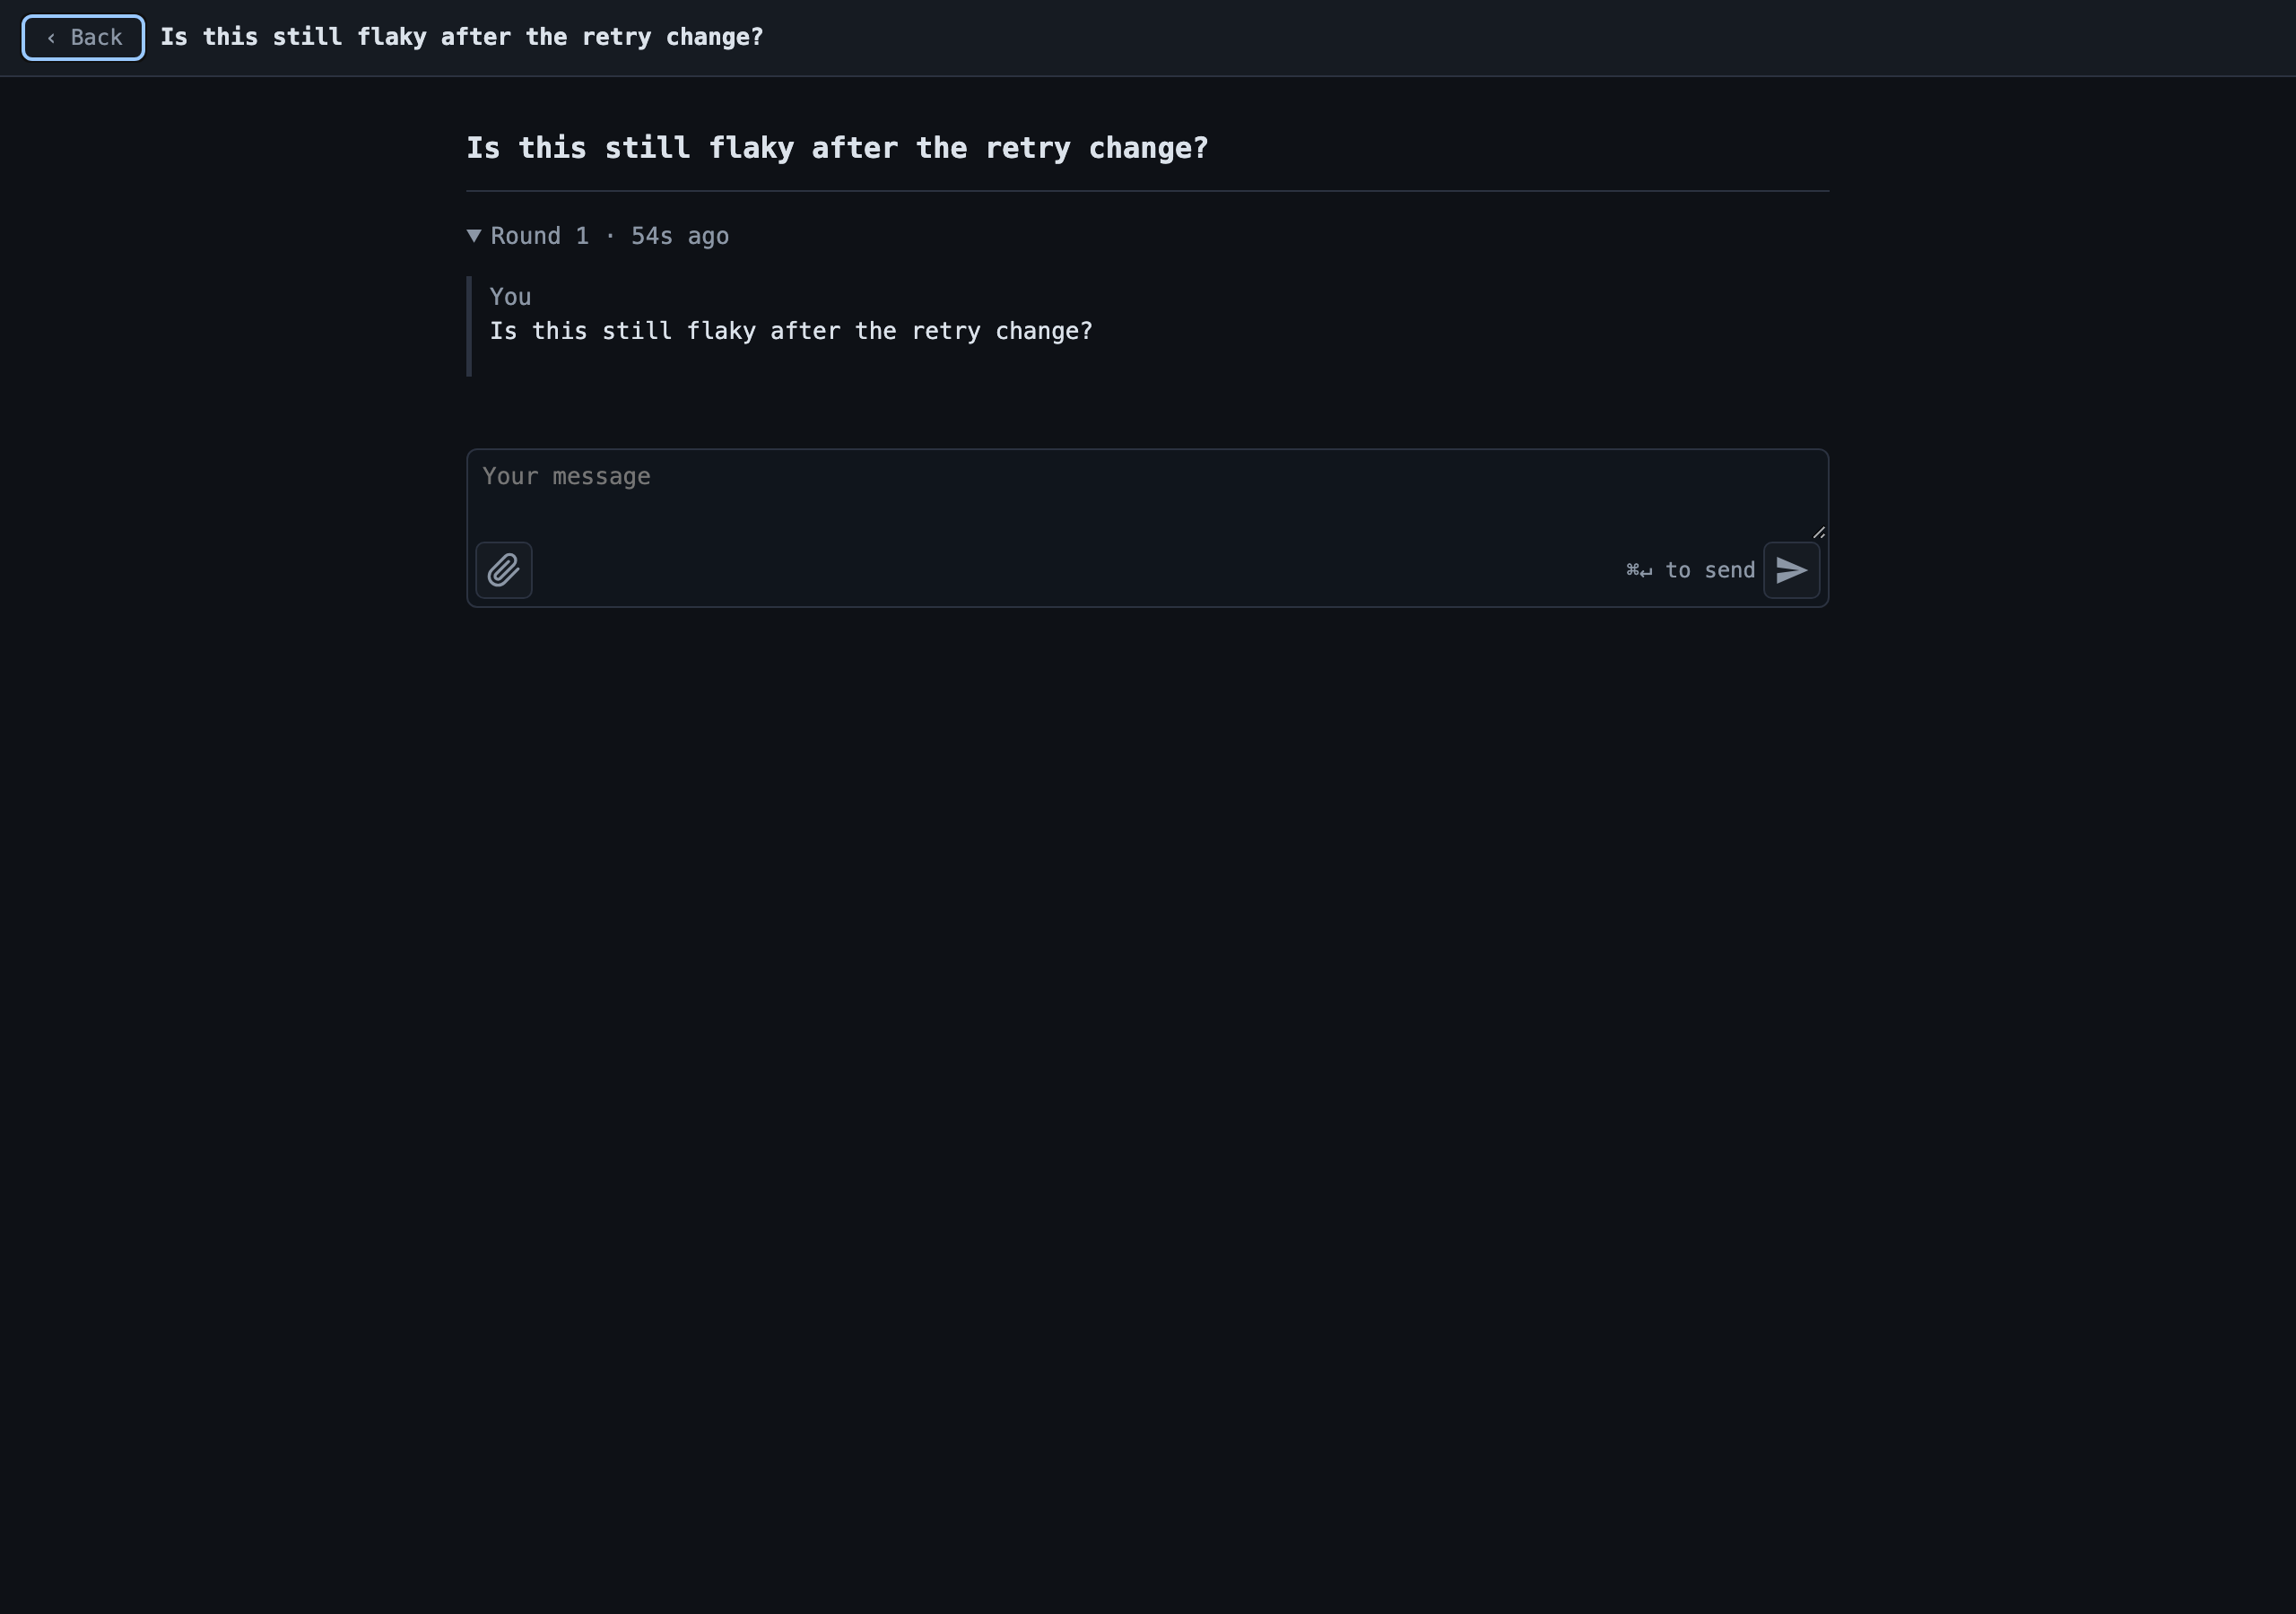 ‹ Back Is this still flaky after the retry change?
Is this still flaky after the retry change?
▼ Round 1 · 54s ago
You
Is this still flaky after the retry change?
Your message
⌘↵ to send